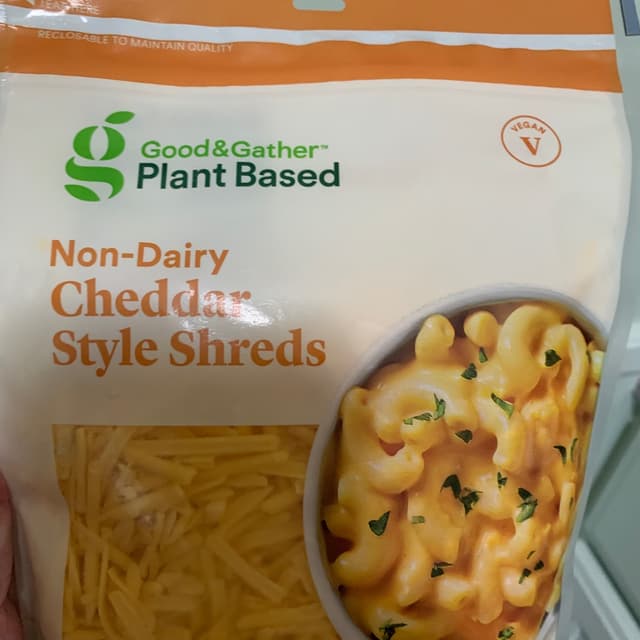 RECLOSABLE TO MAINTAIN QUALITY
VEGAN
V
g
Good&Gather™
Plant Based
Non-Dairy
Cheddar
Style Shreds